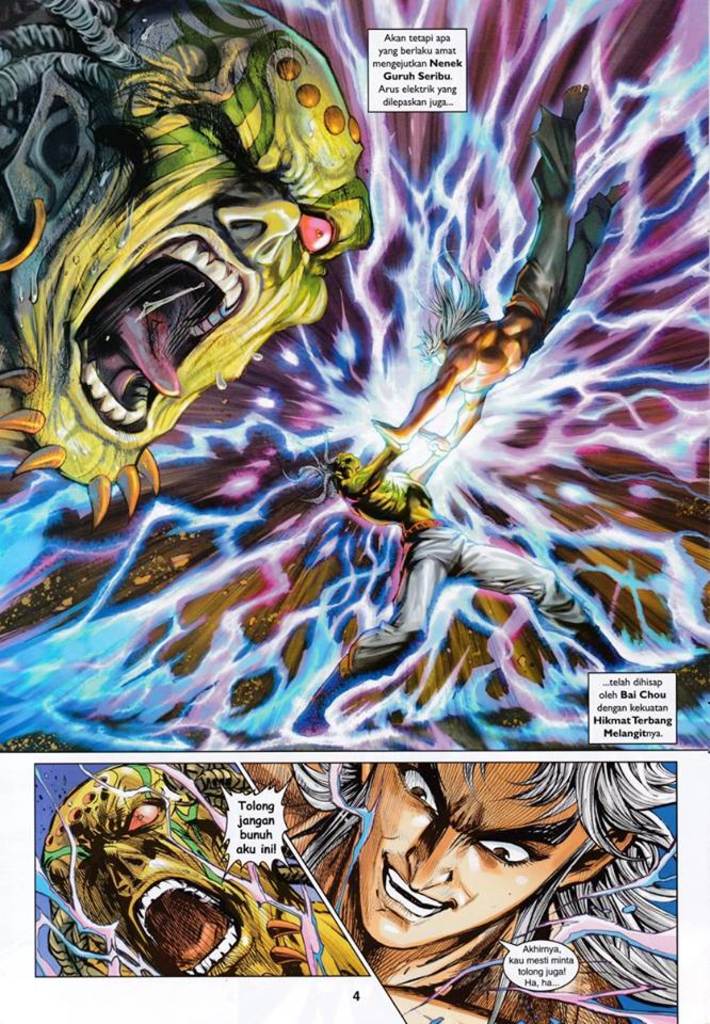 Akan tetapi apa
yang berlaku amat
mengejutkan Nenek
Guruh Seribu.
Arus elektrik yang
dilepaskan juga...
...telah dihisap
oleh Bai Chou
dengan kekuatan
Hikmat Terbang
Melangitnya.
Tolong
jangan
bunuh
aku ini!
Akhirnya,
kau mesti minta
tolong juga!
Ha, ha...
4